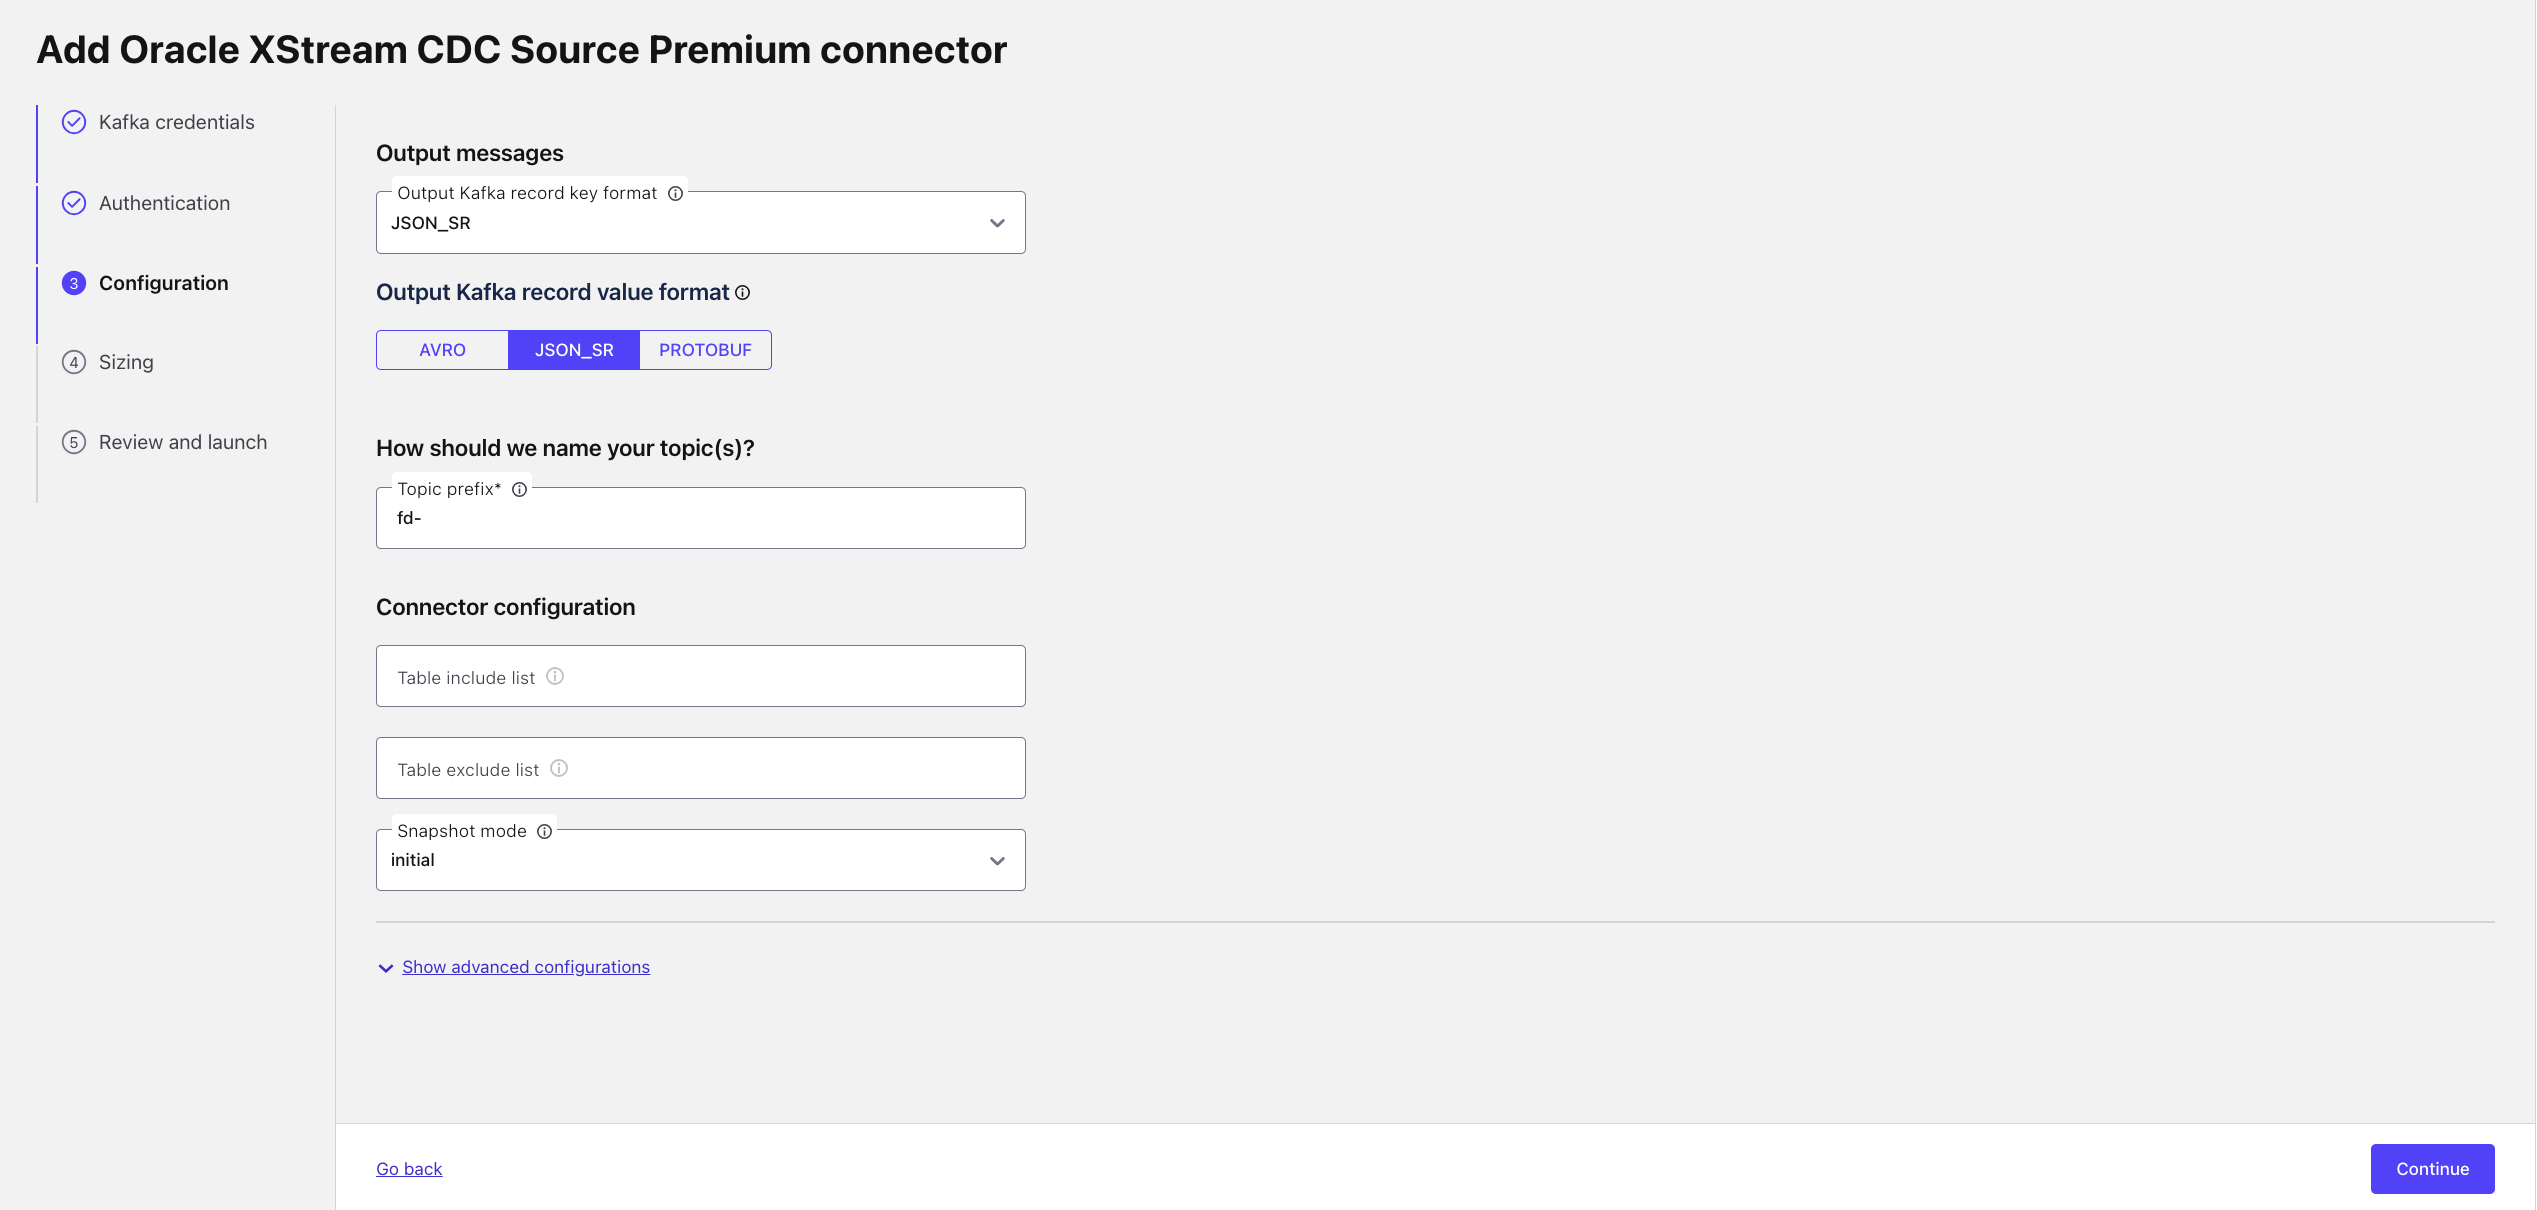 Add Oracle XStream CDC Source Premium connector
Kafka credentials
Authentication
3 Configuration
4 Sizing
5 Review and launch
Output messages
Output Kafka record key format
JSON_SR
Output Kafka record value format
AVRO JSON_SR PROTOBUF
How should we name your topic(s)?
Topic prefix*
fd-
Connector configuration
Table include list
Table exclude list
Snapshot mode
initial
Show advanced configurations
Go back
Continue